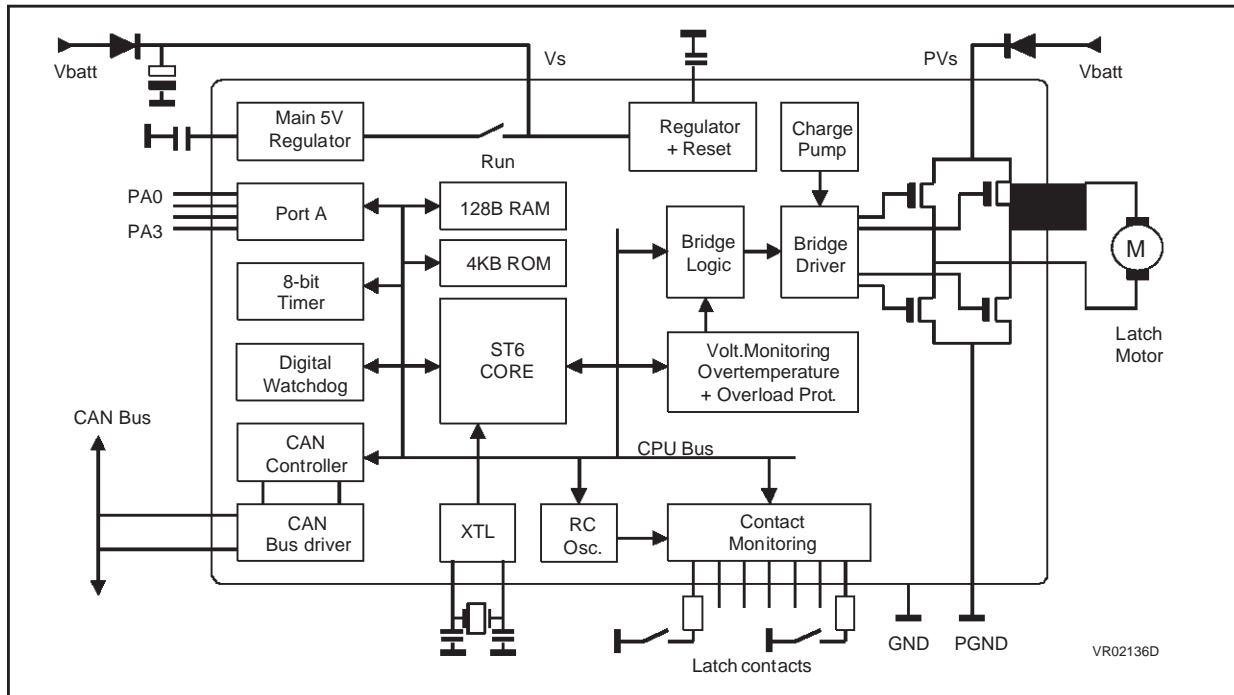 Vbatt
Vs
PVs
Vbatt
Main 5V
Regulator
Run
Regulator
+ Reset
Charge
Pump
PA0
PA3
Port A
128B RAM
4KB ROM
8-bit
Timer
Bridge
Logic
Bridge
Driver
M
Latch
Motor
Digital
Watchdog
ST6
CORE
Volt.Monitoring
Overtemperature
+ Overload Prot.
CAN Bus
CAN
Controller
CPU Bus
CAN
Bus driver
XTL
RC
Osc.
Contact
Monitoring
Latch contacts
GND
PGND
VR02136D